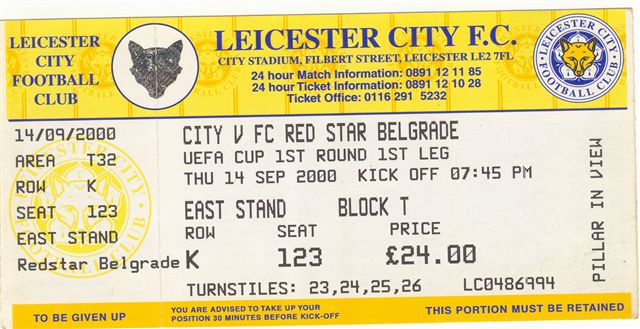 LEICESTER
CITY
FOOTBALL
CLUB
14/09/2000
AREA T32
ROW K
SEAT 123
EAST STAND
Redstar Belgrade
LEICESTER CITY
FOOTBALL CLUB
TO BE GIVEN UP
LEICESTER CITY F.C.
CITY STADIUM, FILBERT STREET, LEICESTER LE2 7FL
24 hour Match Information: 0891 12 11 85
24 hour Ticket Information: 0891 12 10 28
Ticket Office: 0116 291 5232
LEICESTER CITY
FOOTBALL CLUB
CITY V FC RED STAR BELGRADE
UEFA CUP 1ST ROUND 1ST LEG
THU 14 SEP 2000 KICK OFF 07:45 PM
EAST STAND BLOCK T
ROW SEAT PRICE
K 123 £24.00
TURNSTILES: 23,24,25,26 LC0486994
PILLAR IN VIEW
YOU ARE ADVISED TO TAKE UP YOUR
POSITION 30 MINUTES BEFORE KICK-OFF
THIS PORTION MUST BE RETAINED